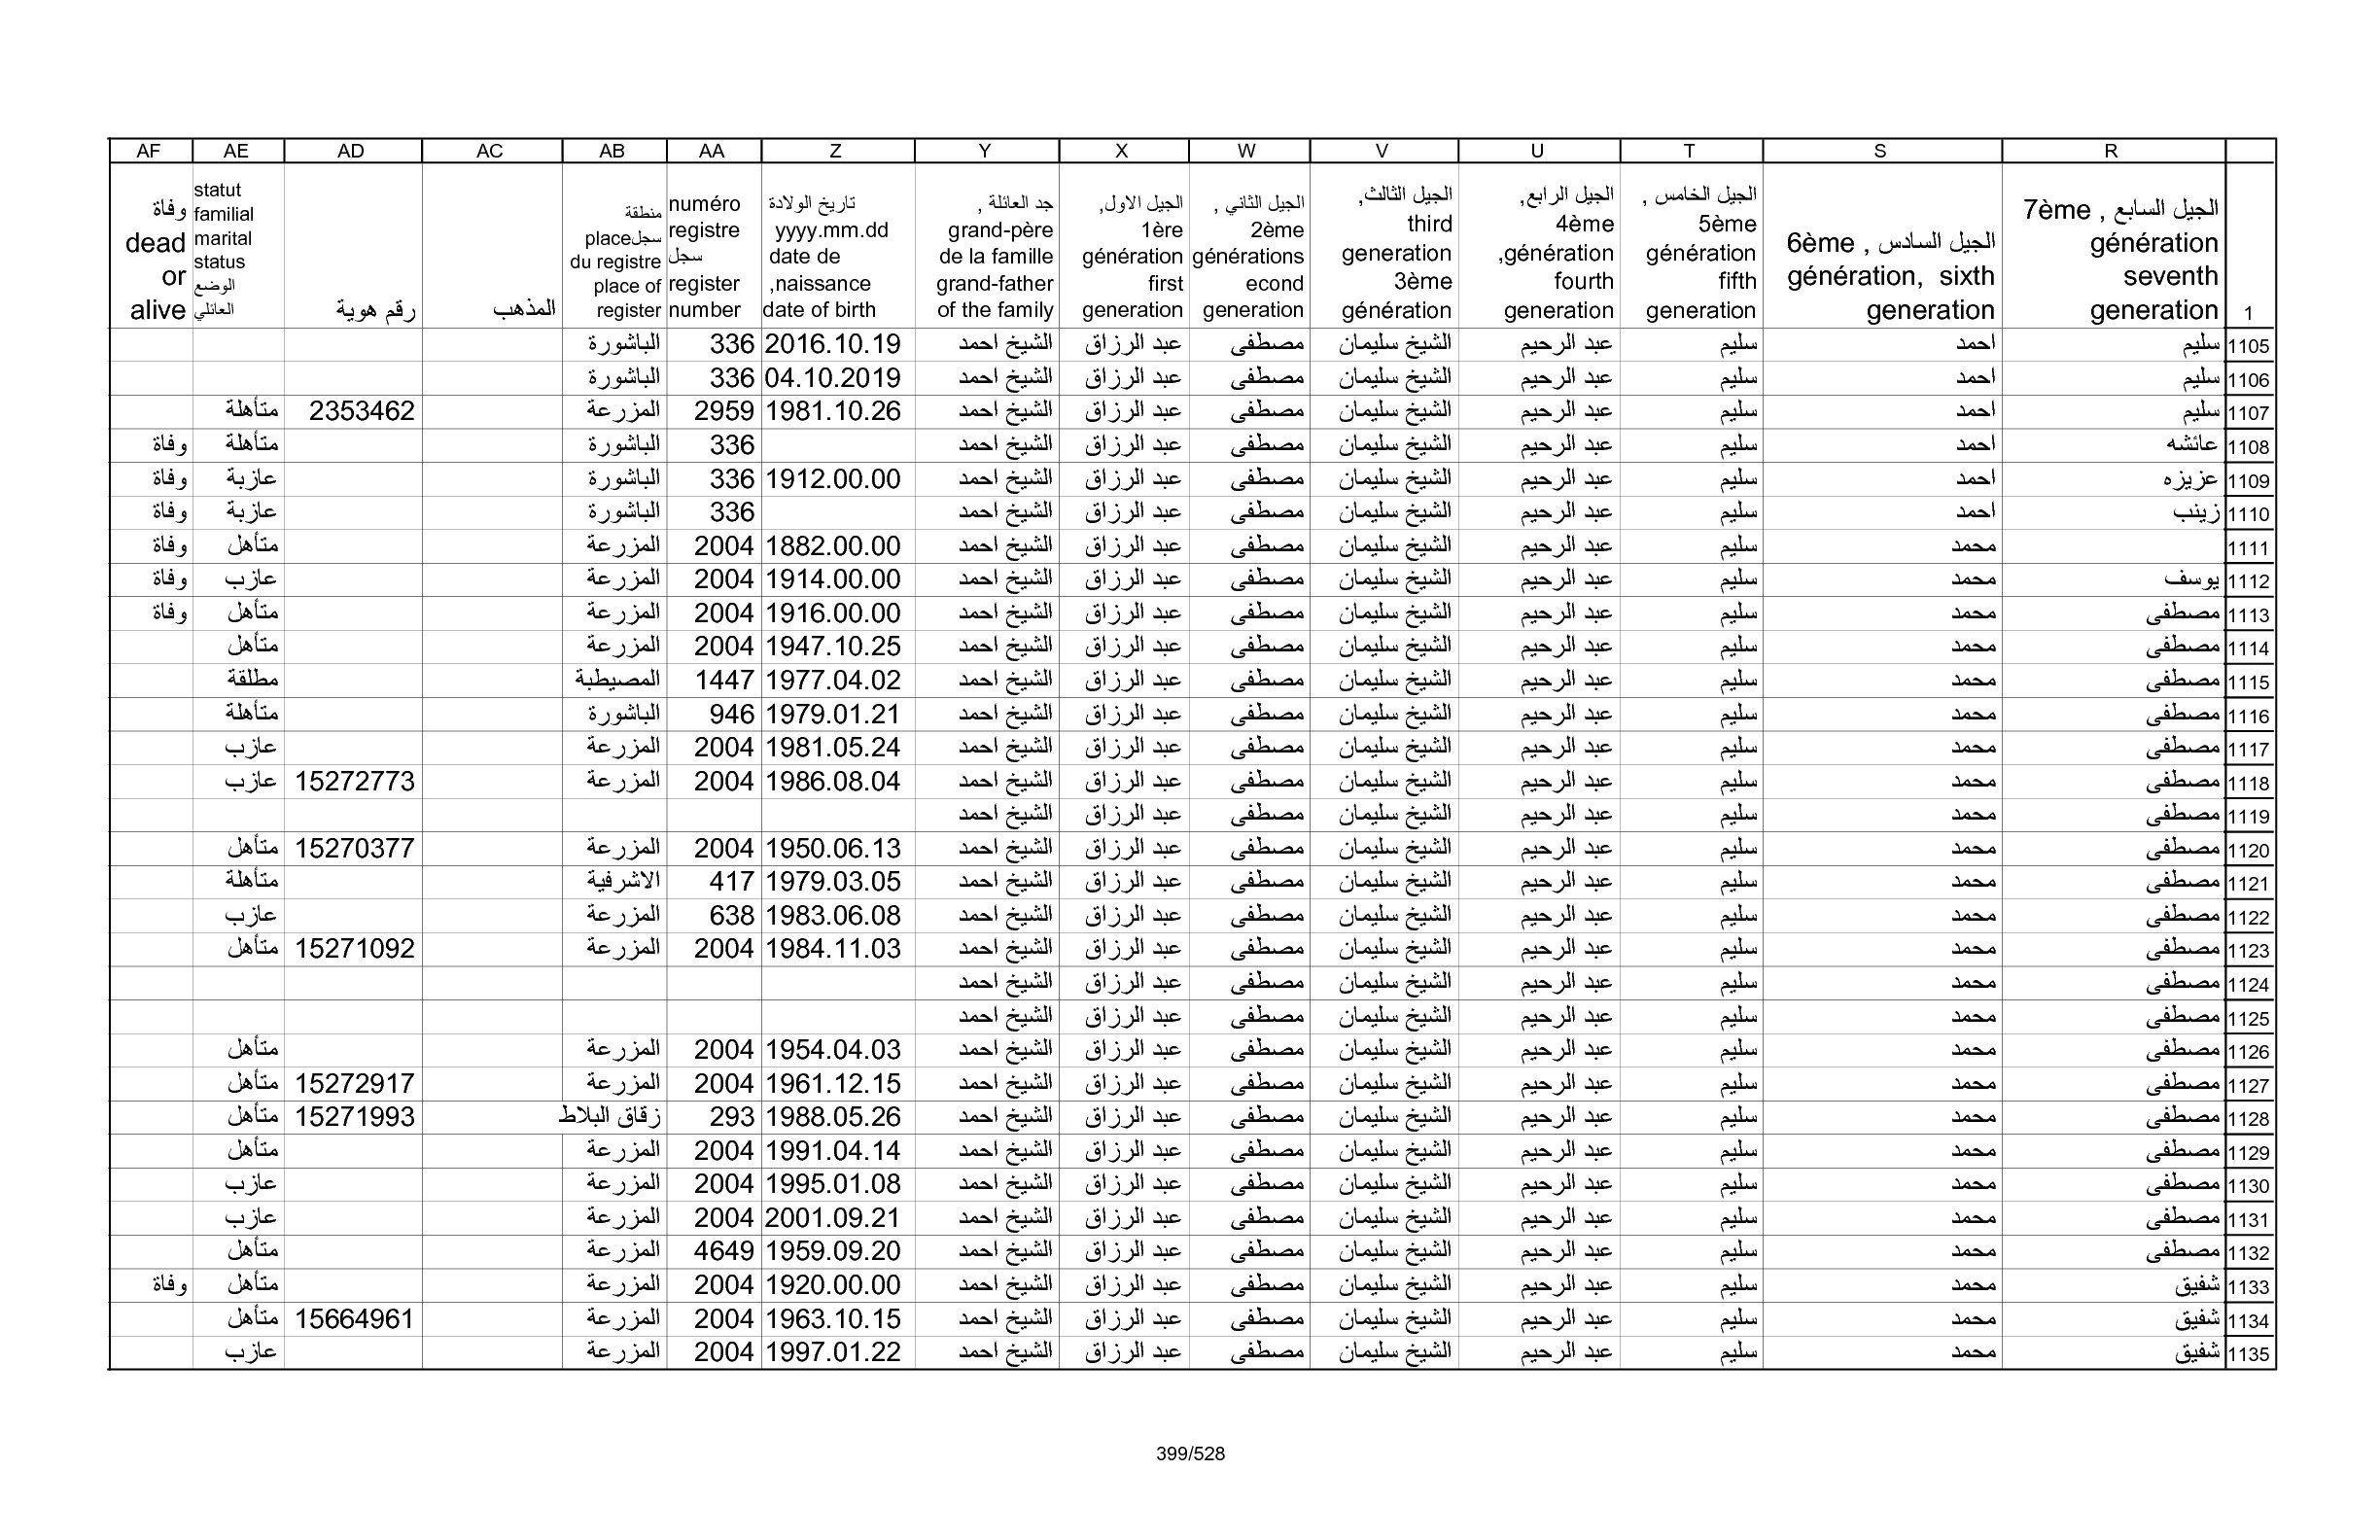 AF AE AD AC AB AA Z Y X W V U T S R
وفاة dead or alive
statut familial marital status الوضع العائلي
رقم هوية
المذهب
منطقة سجل place du registre place of register
numéro registre سجل register number
تاريخ الولادة yyyy.mm.dd date de naissance, date of birth
جد العائلة , grand-père de la famille grand-father of the family
الجيل الاول, 1ère génération first generation
الجيل الثاني , 2ème générations econd generation
الجيل الثالث, third generation 3ème génération
الجيل الرابع, 4ème génération, fourth generation
الجيل الخامس , 5ème génération fifth generation
الجيل السادس , 6ème génération, sixth generation
الجيل السابع , 7ème génération seventh generation
1
1105 سليم احمد سليم عبد الرحيم الشيخ سليمان مصطفى عبد الرزاق الشيخ احمد 2016.10.19 336 الباشورة
1106 سليم احمد سليم عبد الرحيم الشيخ سليمان مصطفى عبد الرزاق الشيخ احمد 04.10.2019 336 الباشورة
1107 سليم احمد سليم عبد الرحيم الشيخ سليمان مصطفى عبد الرزاق الشيخ احمد 1981.10.26 2959 المزرعة 2353462 متأهلة
1108 عائشه احمد سليم عبد الرحيم الشيخ سليمان مصطفى عبد الرزاق الشيخ احمد 336 الباشورة متأهلة وفاة
1109 عزيزه احمد سليم عبد الرحيم الشيخ سليمان مصطفى عبد الرزاق الشيخ احمد 1912.00.00 336 الباشورة عازبة وفاة
1110 زينب احمد سليم عبد الرحيم الشيخ سليمان مصطفى عبد الرزاق الشيخ احمد 336 الباشورة عازبة وفاة
1111 محمد سليم عبد الرحيم الشيخ سليمان مصطفى عبد الرزاق الشيخ احمد 1882.00.00 2004 المزرعة متأهل وفاة
1112 يوسف محمد سليم عبد الرحيم الشيخ سليمان مصطفى عبد الرزاق الشيخ احمد 1914.00.00 2004 المزرعة عازب وفاة
1113 مصطفى محمد سليم عبد الرحيم الشيخ سليمان مصطفى عبد الرزاق الشيخ احمد 1916.00.00 2004 المزرعة متأهل وفاة
1114 مصطفى محمد سليم عبد الرحيم الشيخ سليمان مصطفى عبد الرزاق الشيخ احمد 1947.10.25 2004 المزرعة متأهل
1115 مصطفى محمد سليم عبد الرحيم الشيخ سليمان مصطفى عبد الرزاق الشيخ احمد 1977.04.02 1447 المصيطبة مطلقة
1116 مصطفى محمد سليم عبد الرحيم الشيخ سليمان مصطفى عبد الرزاق الشيخ احمد 1979.01.21 946 الباشورة متأهلة
1117 مصطفى محمد سليم عبد الرحيم الشيخ سليمان مصطفى عبد الرزاق الشيخ احمد 1981.05.24 2004 المزرعة عازب
1118 مصطفى محمد سليم عبد الرحيم الشيخ سليمان مصطفى عبد الرزاق الشيخ احمد 1986.08.04 2004 المزرعة 15272773 عازب
1119 مصطفى محمد سليم عبد الرحيم الشيخ سليمان مصطفى عبد الرزاق الشيخ احمد
1120 مصطفى محمد سليم عبد الرحيم الشيخ سليمان مصطفى عبد الرزاق الشيخ احمد 1950.06.13 2004 المزرعة 15270377 متأهل
1121 مصطفى محمد سليم عبد الرحيم الشيخ سليمان مصطفى عبد الرزاق الشيخ احمد 1979.03.05 417 الاشرفية متأهلة
1122 مصطفى محمد سليم عبد الرحيم الشيخ سليمان مصطفى عبد الرزاق الشيخ احمد 1983.06.08 638 المزرعة عازب
1123 مصطفى محمد سليم عبد الرحيم الشيخ سليمان مصطفى عبد الرزاق الشيخ احمد 1984.11.03 2004 المزرعة 15271092 متأهل
1124 مصطفى محمد سليم عبد الرحيم الشيخ سليمان مصطفى عبد الرزاق الشيخ احمد
1125 مصطفى محمد سليم عبد الرحيم الشيخ سليمان مصطفى عبد الرزاق الشيخ احمد
1126 مصطفى محمد سليم عبد الرحيم الشيخ سليمان مصطفى عبد الرزاق الشيخ احمد 1954.04.03 2004 المزرعة متأهل
1127 مصطفى محمد سليم عبد الرحيم الشيخ سليمان مصطفى عبد الرزاق الشيخ احمد 1961.12.15 2004 المزرعة 15272917 متأهل
1128 مصطفى محمد سليم عبد الرحيم الشيخ سليمان مصطفى عبد الرزاق الشيخ احمد 1988.05.26 293 زقاق البلاط 15271993 متأهل
1129 مصطفى محمد سليم عبد الرحيم الشيخ سليمان مصطفى عبد الرزاق الشيخ احمد 1991.04.14 2004 المزرعة متأهل
1130 مصطفى محمد سليم عبد الرحيم الشيخ سليمان مصطفى عبد الرزاق الشيخ احمد 1995.01.08 2004 المزرعة عازب
1131 مصطفى محمد سليم عبد الرحيم الشيخ سليمان مصطفى عبد الرزاق الشيخ احمد 2001.09.21 2004 المزرعة عازب
1132 مصطفى محمد سليم عبد الرحيم الشيخ سليمان مصطفى عبد الرزاق الشيخ احمد 1959.09.20 4649 المزرعة متأهل
1133 شفيق محمد سليم عبد الرحيم الشيخ سليمان مصطفى عبد الرزاق الشيخ احمد 1920.00.00 2004 المزرعة متأهل وفاة
1134 شفيق محمد سليم عبد الرحيم الشيخ سليمان مصطفى عبد الرزاق الشيخ احمد 1963.10.15 2004 المزرعة 15664961 متأهل
1135 شفيق محمد سليم عبد الرحيم الشيخ سليمان مصطفى عبد الرزاق الشيخ احمد 1997.01.22 2004 المزرعة عازب
399/528